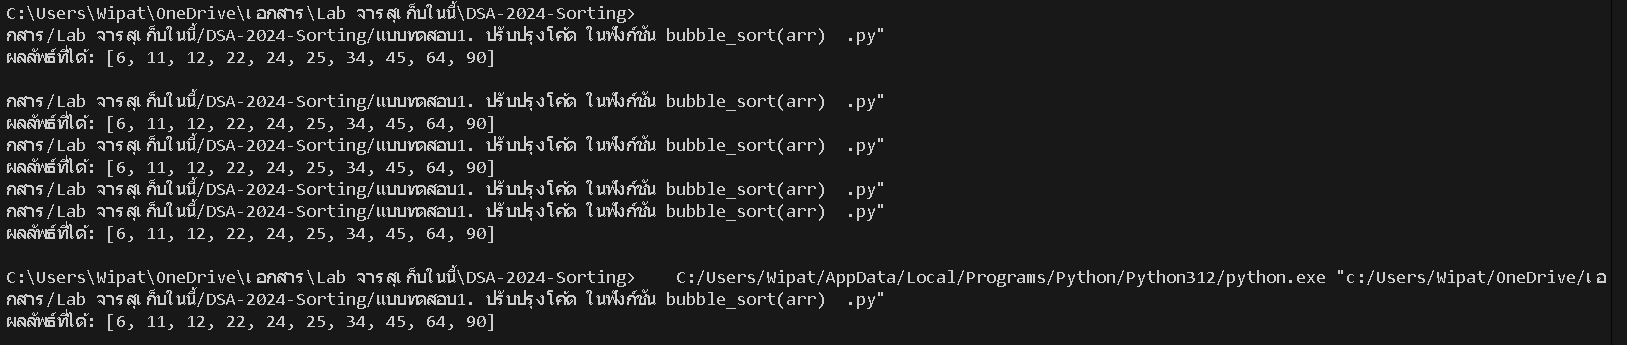 C:\Users\Wipat\OneDrive\เอกสาร\Lab จารสุเก็บในนี้\DSA-2024-Sorting>
กสาร/Lab จารสุเก็บในนี้/DSA-2024-Sorting/แบบทดสอบ1. ปรับปรุงโค้ด ในฟังก์ชัน bubble_sort(arr)  .py"
ผลลัพธ์ที่ได้: [6, 11, 12, 22, 24, 25, 34, 45, 64, 90]
กสาร/Lab จารสุเก็บในนี้/DSA-2024-Sorting/แบบทดสอบ1. ปรับปรุงโค้ด ในฟังก์ชัน bubble_sort(arr)  .py"
ผลลัพธ์ที่ได้: [6, 11, 12, 22, 24, 25, 34, 45, 64, 90]
กสาร/Lab จารสุเก็บในนี้/DSA-2024-Sorting/แบบทดสอบ1. ปรับปรุงโค้ด ในฟังก์ชัน bubble_sort(arr)  .py"
ผลลัพธ์ที่ได้: [6, 11, 12, 22, 24, 25, 34, 45, 64, 90]
กสาร/Lab จารสุเก็บในนี้/DSA-2024-Sorting/แบบทดสอบ1. ปรับปรุงโค้ด ในฟังก์ชัน bubble_sort(arr)  .py"
กสาร/Lab จารสุเก็บในนี้/DSA-2024-Sorting/แบบทดสอบ1. ปรับปรุงโค้ด ในฟังก์ชัน bubble_sort(arr)  .py"
ผลลัพธ์ที่ได้: [6, 11, 12, 22, 24, 25, 34, 45, 64, 90]
C:\Users\Wipat\OneDrive\เอกสาร\Lab จารสุเก็บในนี้\DSA-2024-Sorting>    C:/Users/Wipat/AppData/Local/Programs/Python/Python312/python.exe "c:/Users/Wipat/OneDrive/เอ
กสาร/Lab จารสุเก็บในนี้/DSA-2024-Sorting/แบบทดสอบ1. ปรับปรุงโค้ด ในฟังก์ชัน bubble_sort(arr)  .py"
ผลลัพธ์ที่ได้: [6, 11, 12, 22, 24, 25, 34, 45, 64, 90]